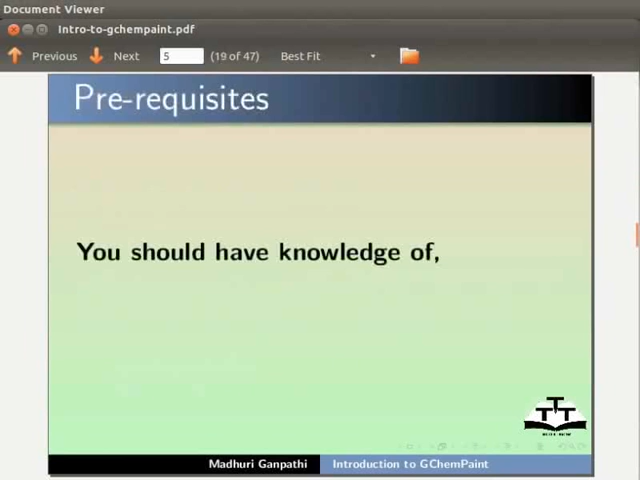 Document Viewer
Intro-to-gchempaint.pdf
Previous Next 5 (19 of 47) Best Fit
Pre-requisites
You should have knowledge of,
Madhuri Ganpathi Introduction to GChemPaint